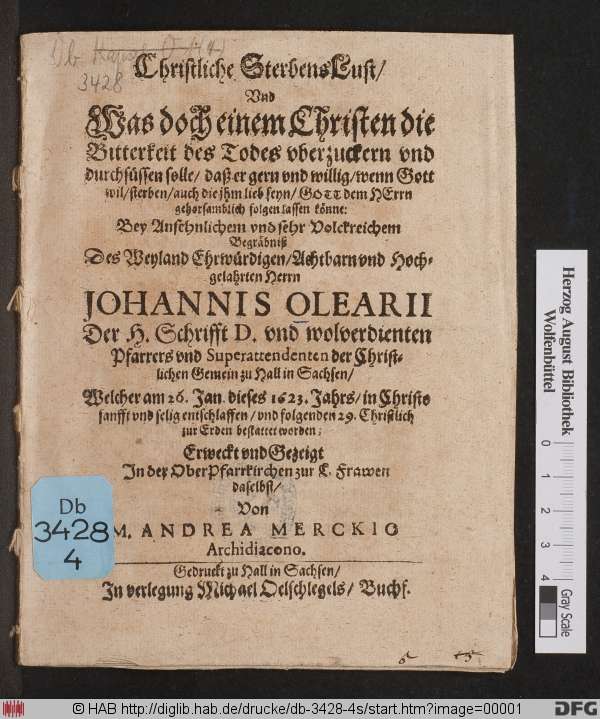 Db
3428
Christliche SterbensLust/
Vnd
Was doch einem Christen die
Bitterkeit des Todes vberzuckern vnd
durchsüssen solle/ daß er gern vnd willig/ wenn Gott
wil/ sterben/ auch die jhm lieb seyn/ GOTT dem HErrn
gehorsamblich folgen lassen könne:
Bey Ansehnlichem vnd sehr Volckreichem
Begräbniß
Des Weyland Ehrwürdigen/ Achtbarn vnd Hoch-
gelahrten Herrn
JOHANNIS OLEARII
Der H. Schrifft D. vnd wolverdienten
Pfarrers vnd Superattendenten der Christ-
lichen Gemein zu Hall in Sachsen/
Welcher am 26. Jan. dieses 1623. Jahrs/ in Christo
sanfft vnd selig entschlaffen/ vnd folgenden 29. Christlich
zur Erden bestattet worden:
Erweckt vnd Gezeigt
In der OberPfarrkirchen zur L. Frawen
daselbst/
Von
M. ANDREA MERCKIO
Archidiacono.
Gedruckt zu Hall in Sachsen/
In verlegung Michael Oelschlegels/ Buchf.
Db
3428
4
Herzog August Bibliothek
Wolfenbüttel
0
1
2
3
4
Gray Scale
© HAB http://diglib.hab.de/drucke/db-3428-4s/start.htm?image=00001
DFG